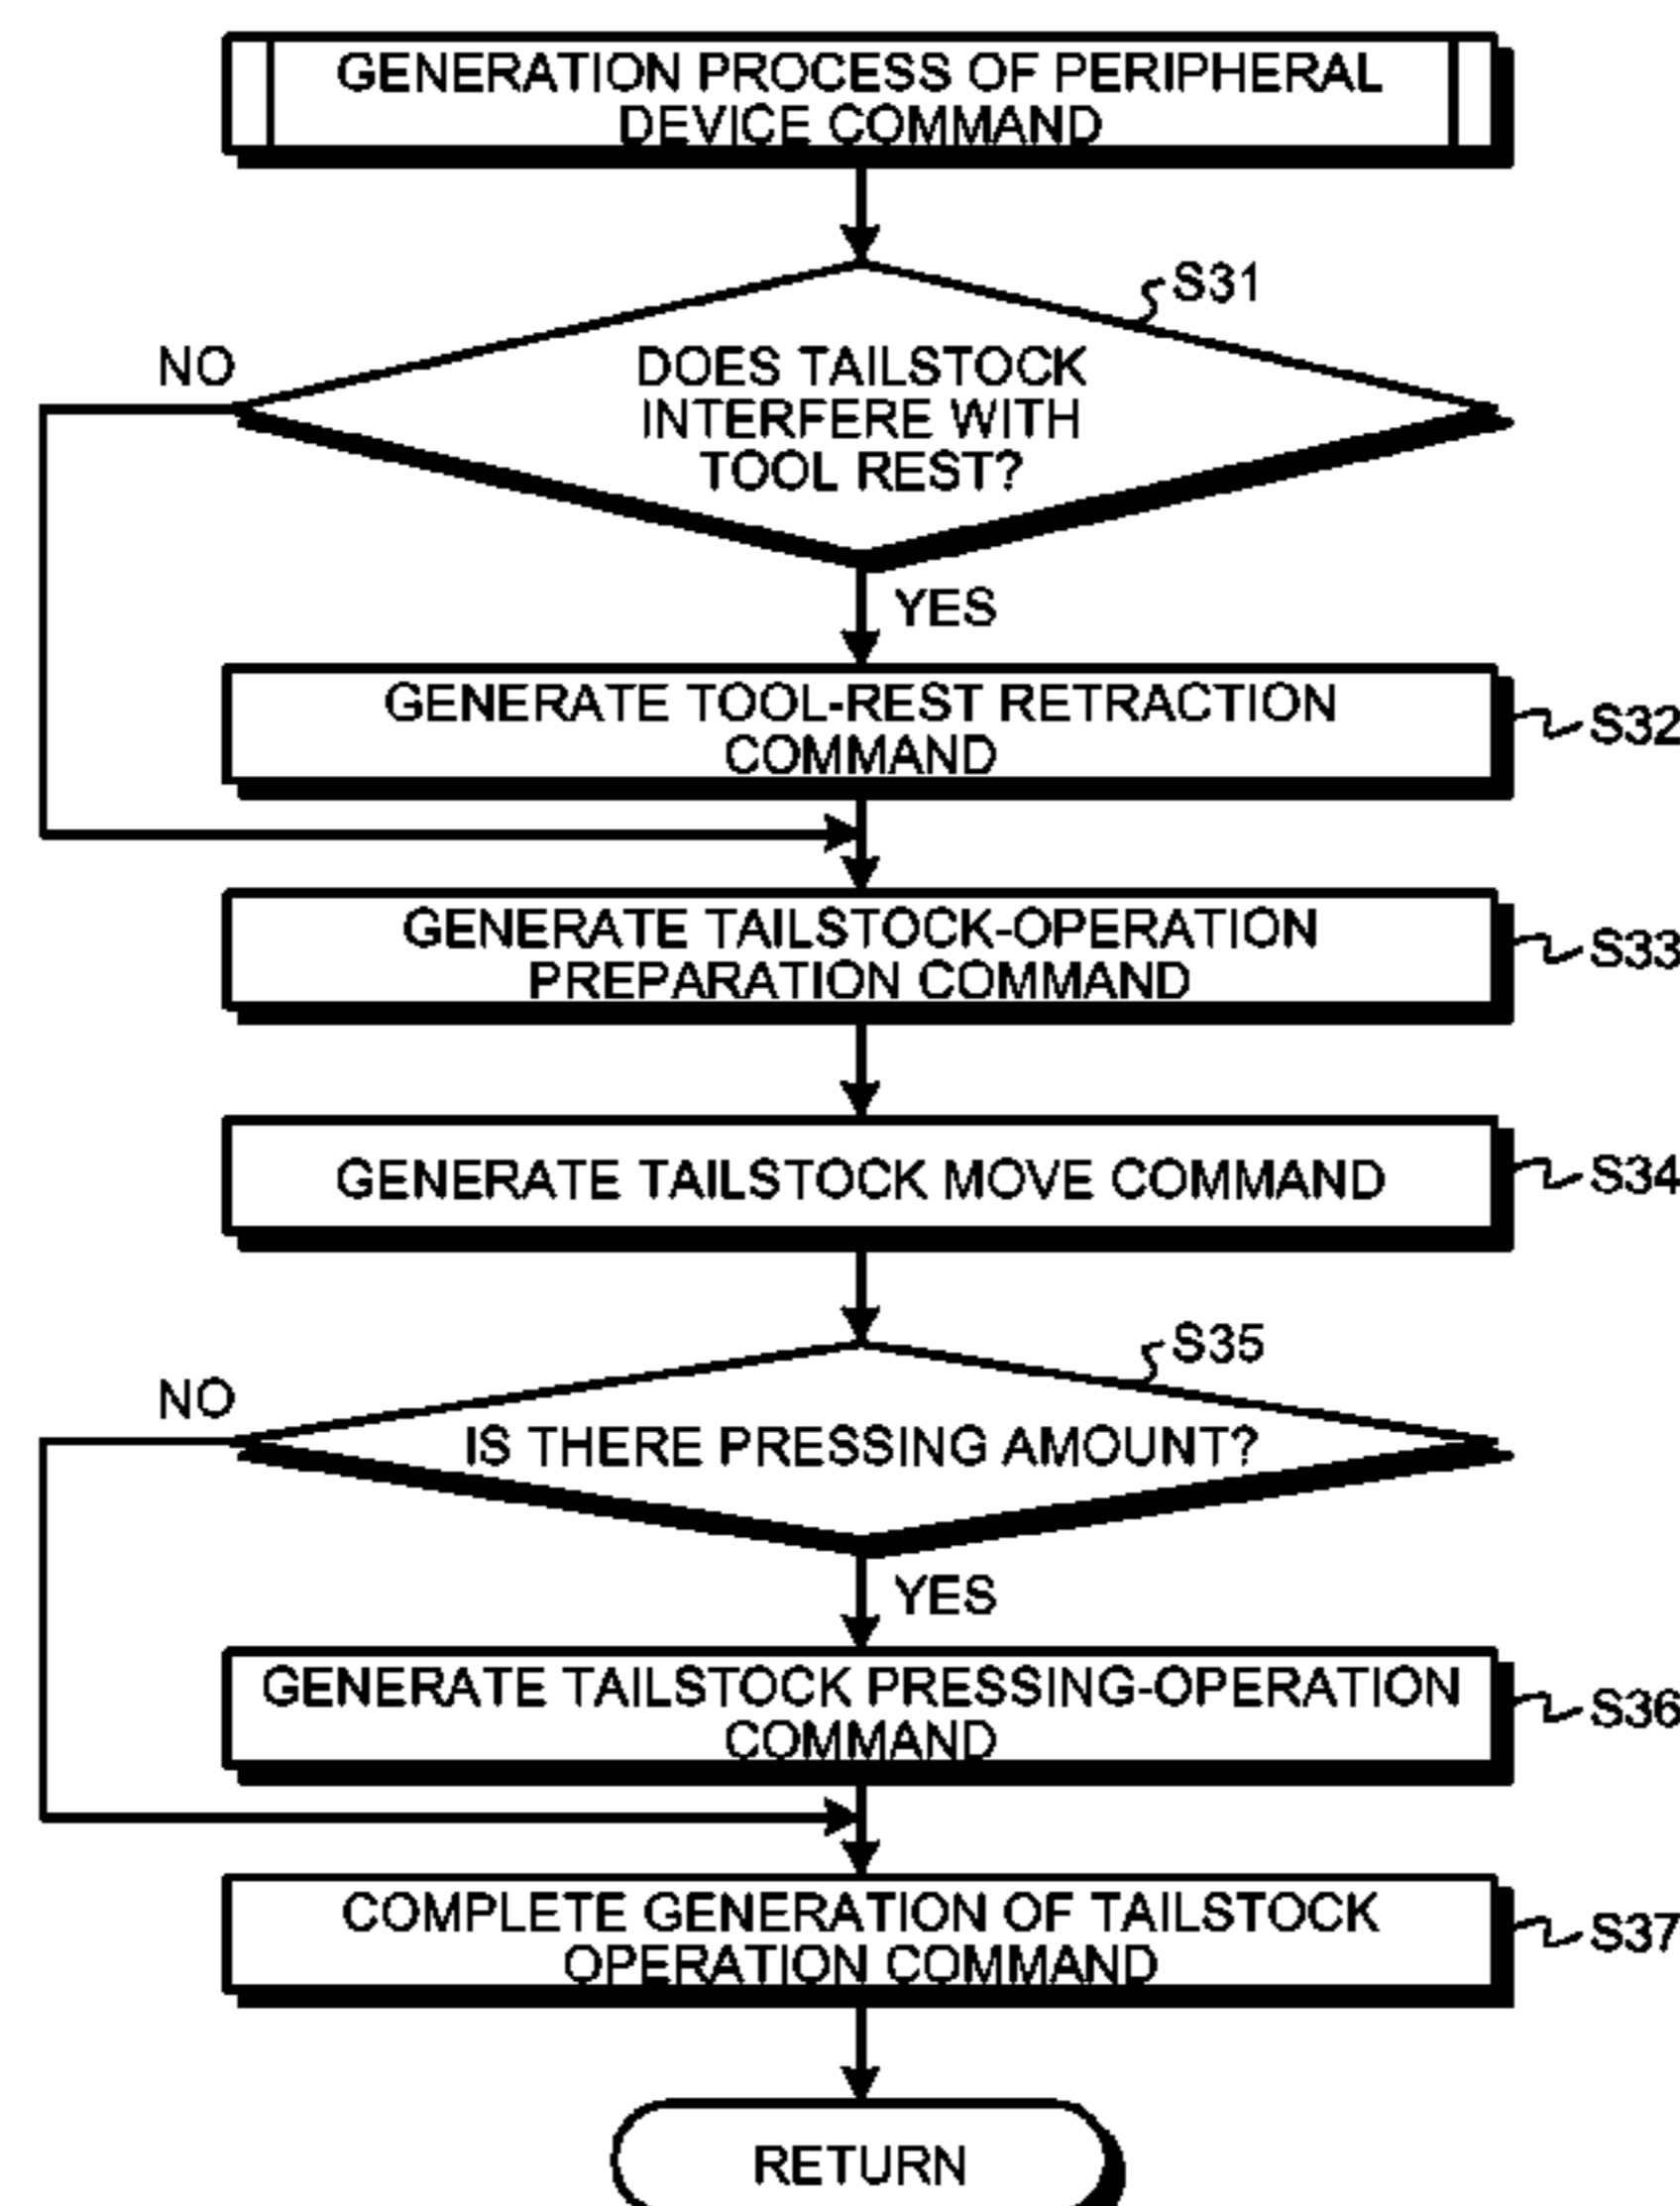 GENERATION PROCESS OF PERIPHERAL
DEVICE COMMAND
S31
NO
DOES TAILSTOCK
INTERFERE WITH
TOOL REST?
YES
GENERATE TOOL-REST RETRACTION
COMMAND
S32
GENERATE TAILSTOCK-OPERATION
PREPARATION COMMAND
S33
GENERATE TAILSTOCK MOVE COMMAND
S34
S35
NO
IS THERE PRESSING AMOUNT?
YES
GENERATE TAILSTOCK PRESSING-OPERATION
COMMAND
S36
COMPLETE GENERATION OF TAILSTOCK
OPERATION COMMAND
S37
RETURN